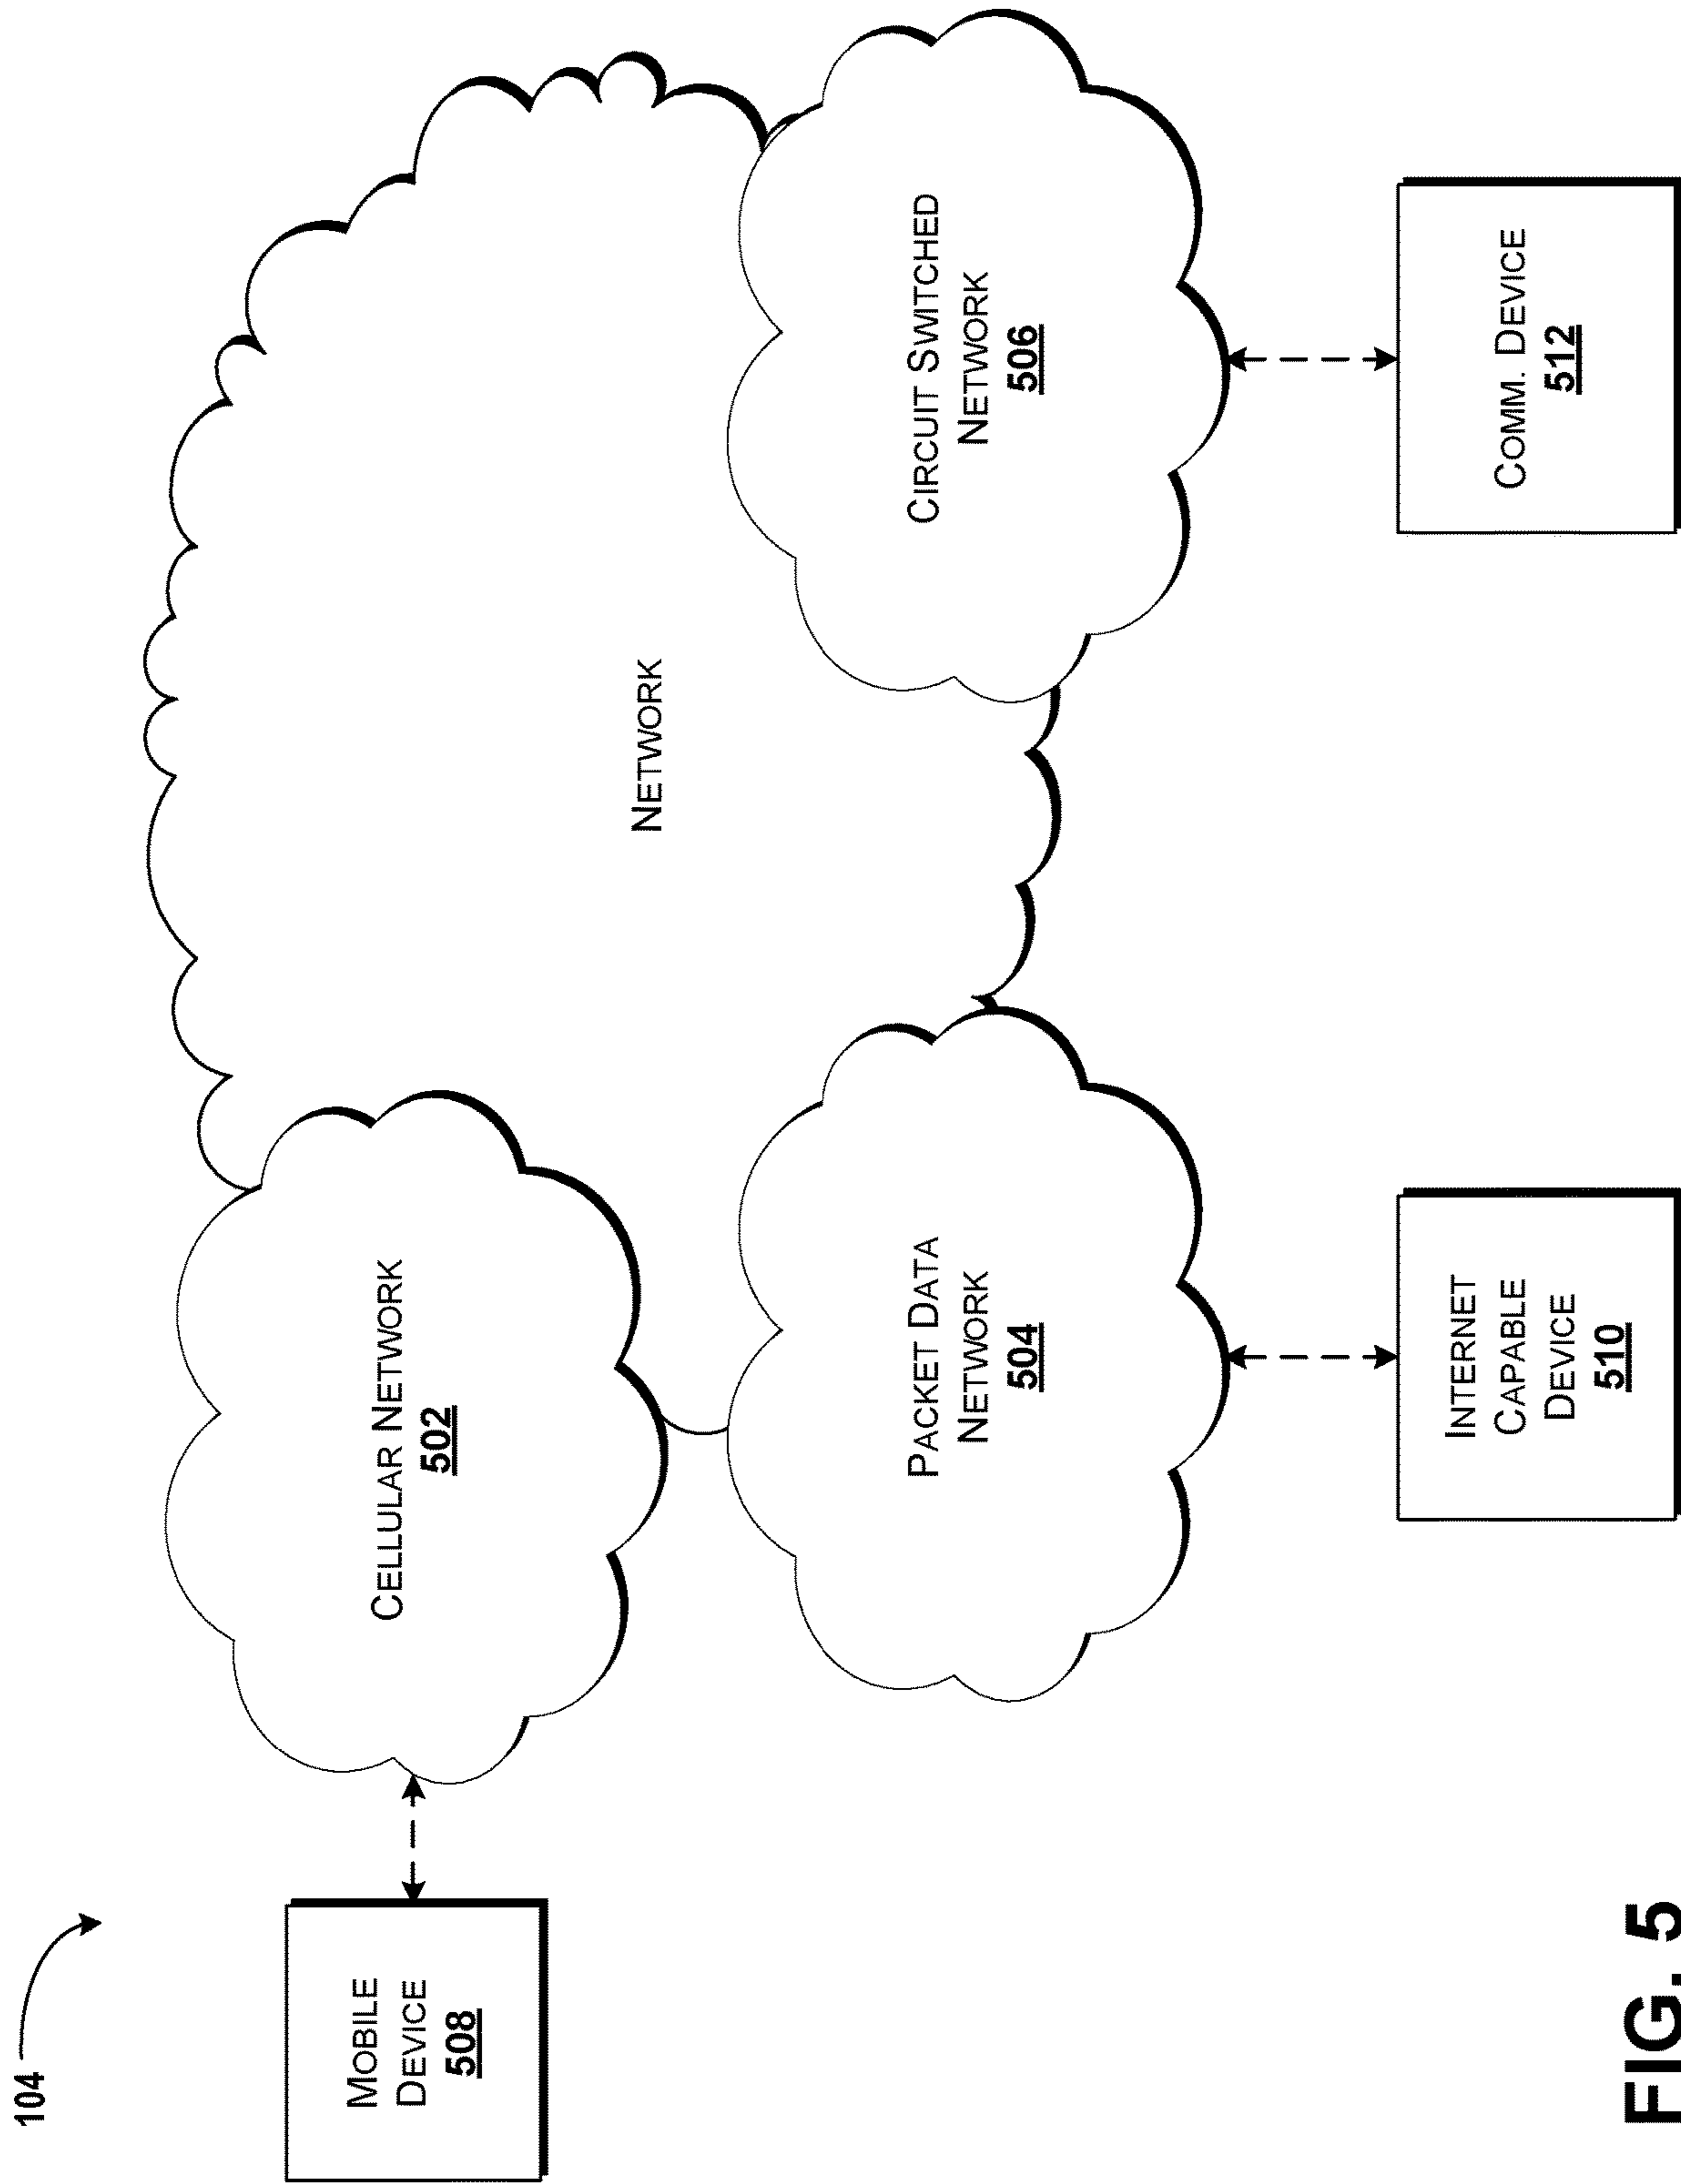 104
MOBILE
DEVICE
508
CELLULAR NETWORK
502
NETWORK
PACKET DATA
NETWORK
504
CIRCUIT SWITCHED
NETWORK
506
INTERNET
CAPABLE
DEVICE
510
COMM. DEVICE
512
FIG. 5